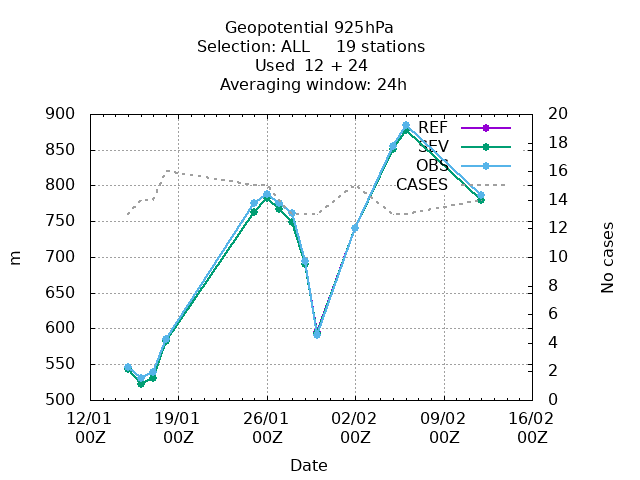 Geopotential 925hPa
Selection: ALL     19 stations
Used  12 + 24
Averaging window: 24h
900
850
800
750
700
650
600
550
500
m
20
18
16
14
12
10
8
6
4
2
0
No cases
REF
SEV
OBS
CASES
12/01 19/01 26/01 02/02 09/02 16/02
00Z 00Z 00Z 00Z 00Z 00Z
Date